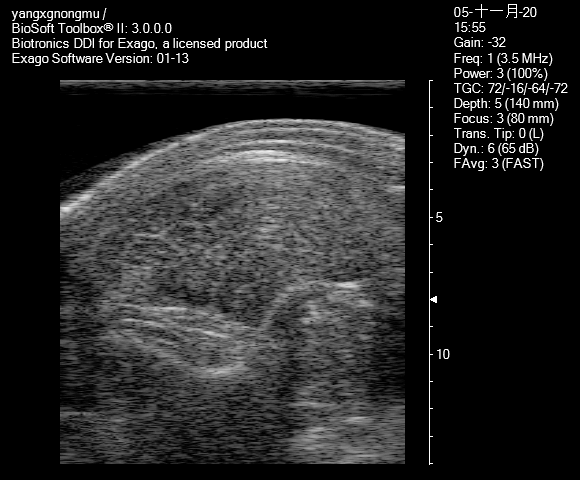 yangxgnongmu /
BioSoft Toolbox® II: 3.0.0.0
Biotronics DDI for Exago, a licensed product
Exago Software Version: 01-13
05-十一月-20
15:55
Gain: -32
Freq: 1 (3.5 MHz)
Power: 3 (100%)
TGC: 72/-16/-64/-72
Depth: 5 (140 mm)
Focus: 3 (80 mm)
Trans. Tip: 0 (L)
Dyn.: 6 (65 dB)
FAvg: 3 (FAST)
5
10